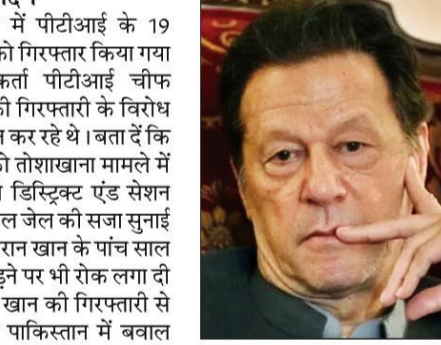 में पीटीआई के 19
को गिरफ्तार किया गया
कर्ता पीटीआई चीफ
की गिरफ्तारी के विरोध
न कर रहे थे।बता दें कि
को तोशाखाना मामले में
डिस्ट्रिक्ट एंड सेशन
ल जेल की सजा सुनाई
रान खान के पांच साल
ड़ने पर भी रोक लगा दी
खान की गिरफ्तारी से
पाकिस्तान में बवाल